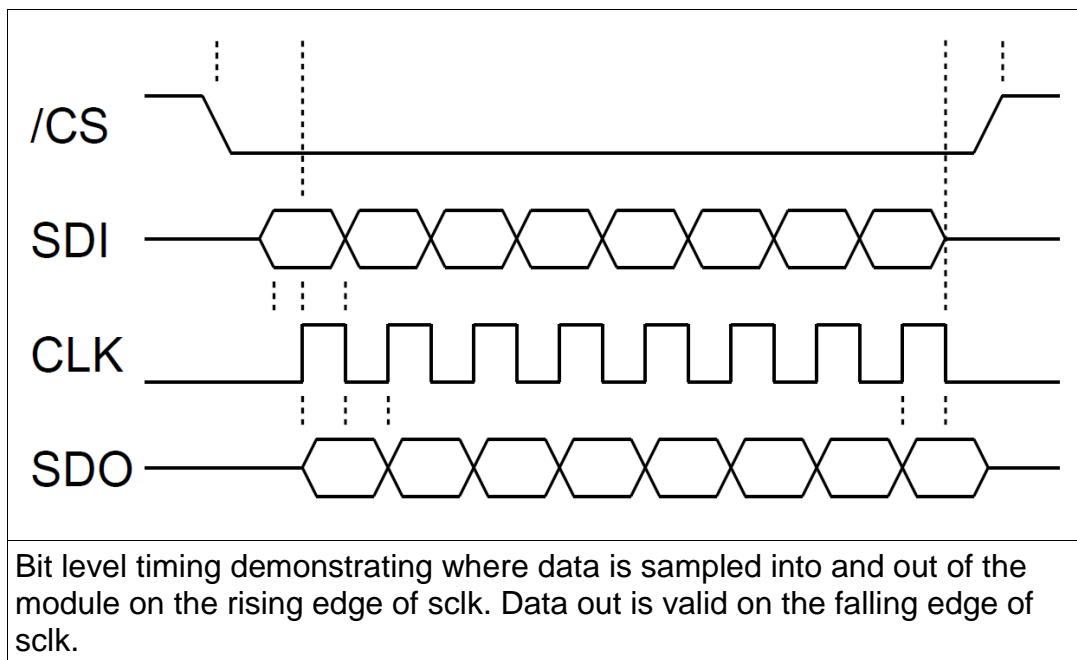 /CS
SDI
CLK
SDO
Bit level timing demonstrating where data is sampled into and out of the
module on the rising edge of sclk. Data out is valid on the falling edge of
sclk.